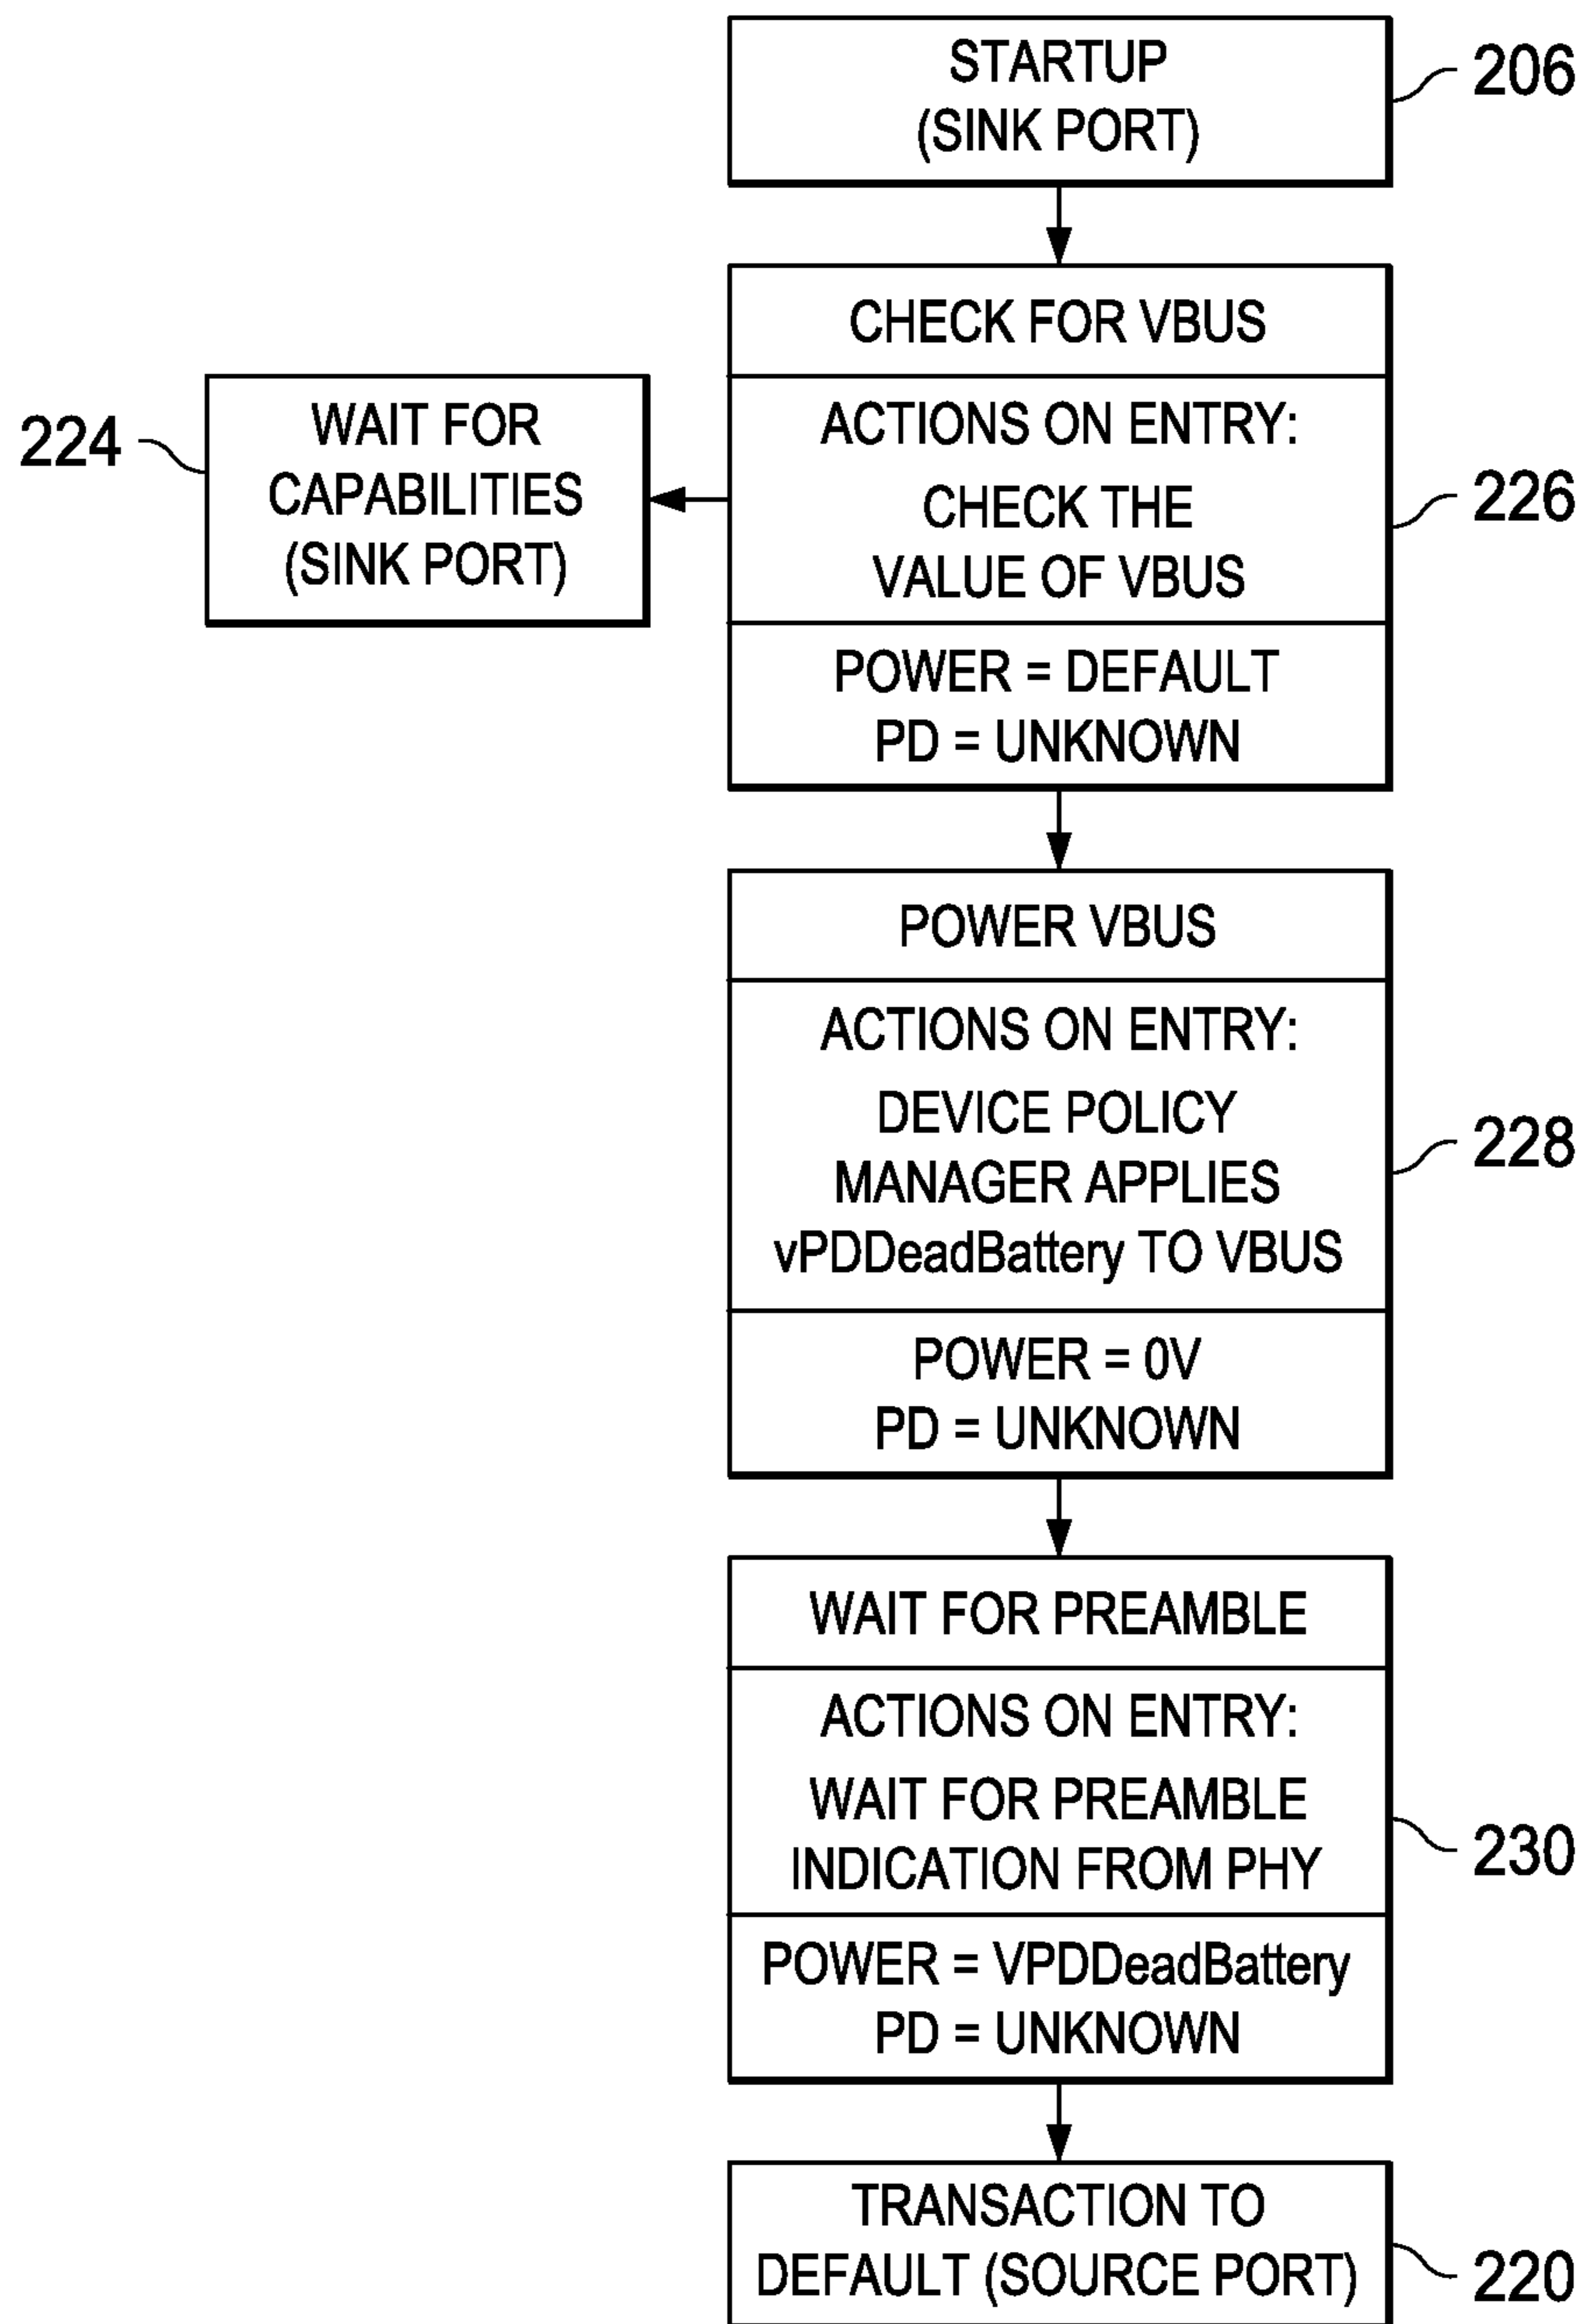 STARTUP
(SINK PORT)
206
CHECK FOR VBUS
ACTIONS ON ENTRY:
CHECK THE
VALUE OF VBUS
POWER = DEFAULT
PD = UNKNOWN
226
WAIT FOR
CAPABILITIES
(SINK PORT)
224
POWER VBUS
ACTIONS ON ENTRY:
DEVICE POLICY
MANAGER APPLIES
vPDDeadBattery TO VBUS
POWER = 0V
PD = UNKNOWN
228
WAIT FOR PREAMBLE
ACTIONS ON ENTRY:
WAIT FOR PREAMBLE
INDICATION FROM PHY
POWER = VPDDeadBattery
PD = UNKNOWN
230
TRANSACTION TO
DEFAULT (SOURCE PORT)
220